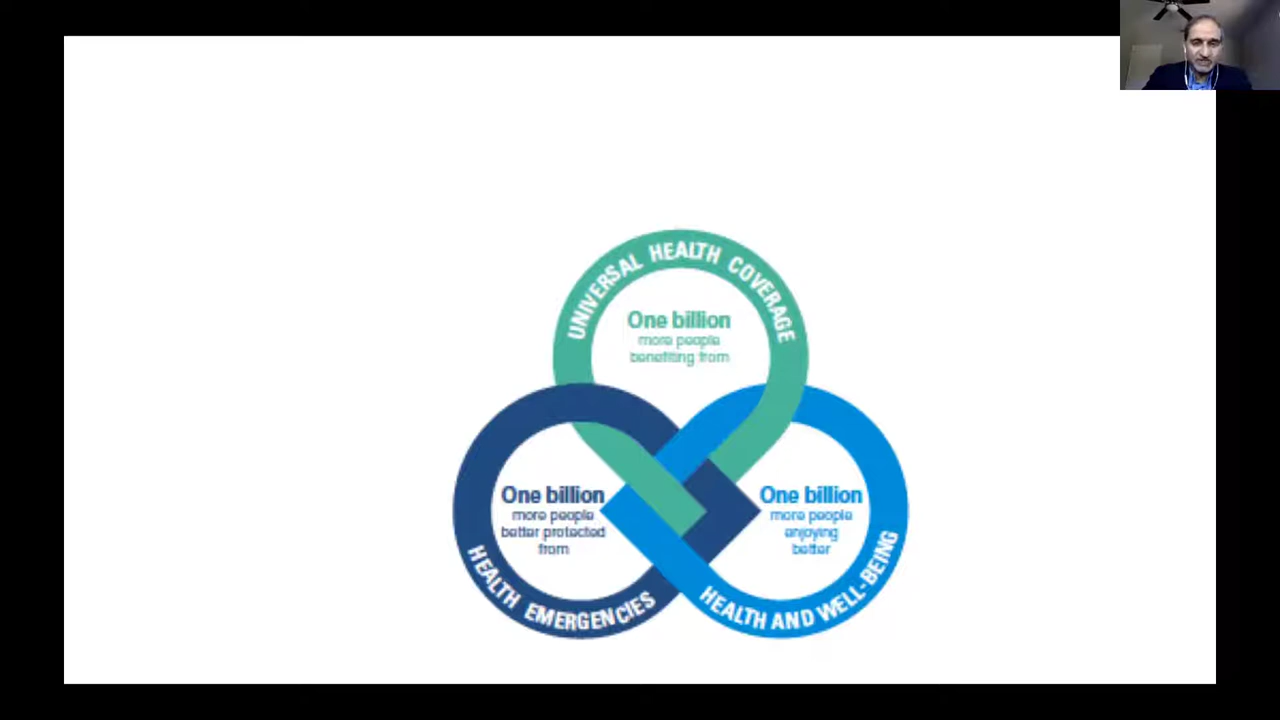 UNIVERSAL HEALTH COVERAGE
One billion
more people
benefiting from
One billion
more people
better protected
from
HEALTH EMERGENCIES
One billion
more people
enjoying
better
HEALTH AND WELL-BEING